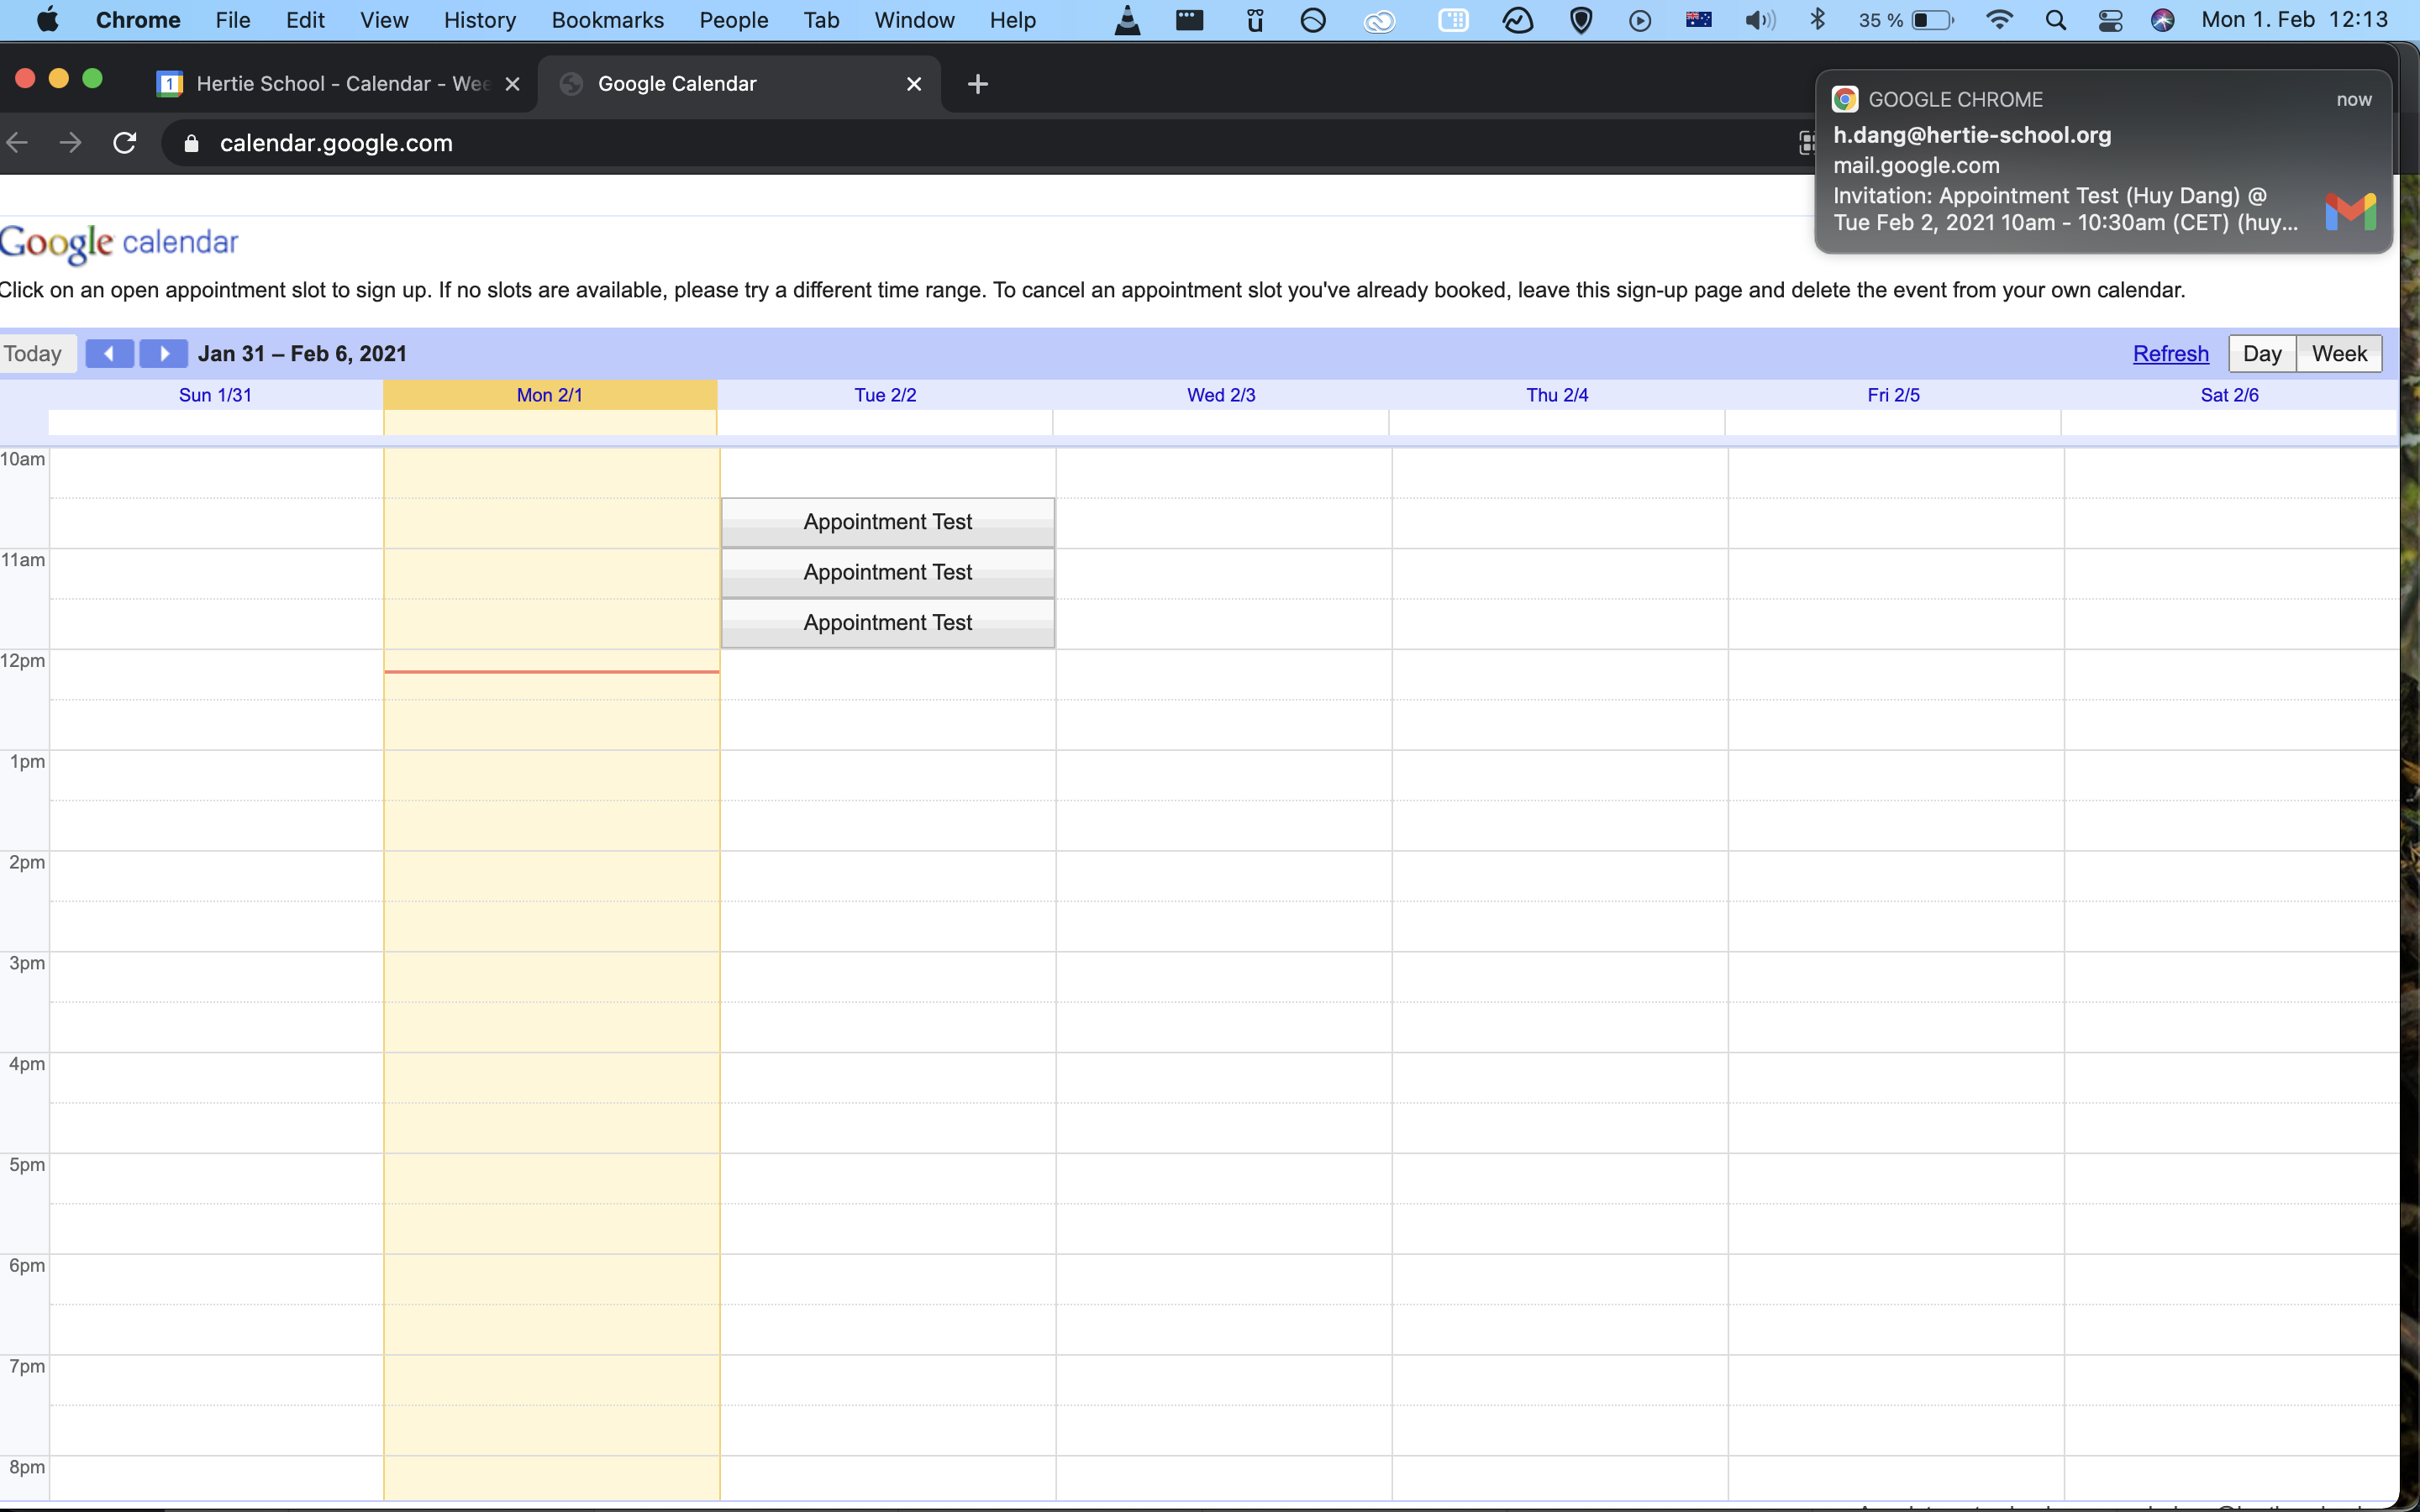 Chrome File Edit View History Bookmarks People Tab Window Help ü 35 % Mon 1. Feb 12:13
1 Hertie School - Calendar - Wee Google Calendar
calendar.google.com
GOOGLE CHROME now
h.dang@hertie-school.org
mail.google.com
Invitation: Appointment Test (Huy Dang) @
Tue Feb 2, 2021 10am - 10:30am (CET) (huy...
Google calendar
Click on an open appointment slot to sign up. If no slots are available, please try a different time range. To cancel an appointment slot you've already booked, leave this sign-up page and delete the event from your own calendar.
Today Jan 31 – Feb 6, 2021 Refresh Day Week
Sun 1/31 Mon 2/1 Tue 2/2 Wed 2/3 Thu 2/4 Fri 2/5 Sat 2/6
10am
Appointment Test
11am
Appointment Test
Appointment Test
12pm
1pm
2pm
3pm
4pm
5pm
6pm
7pm
8pm